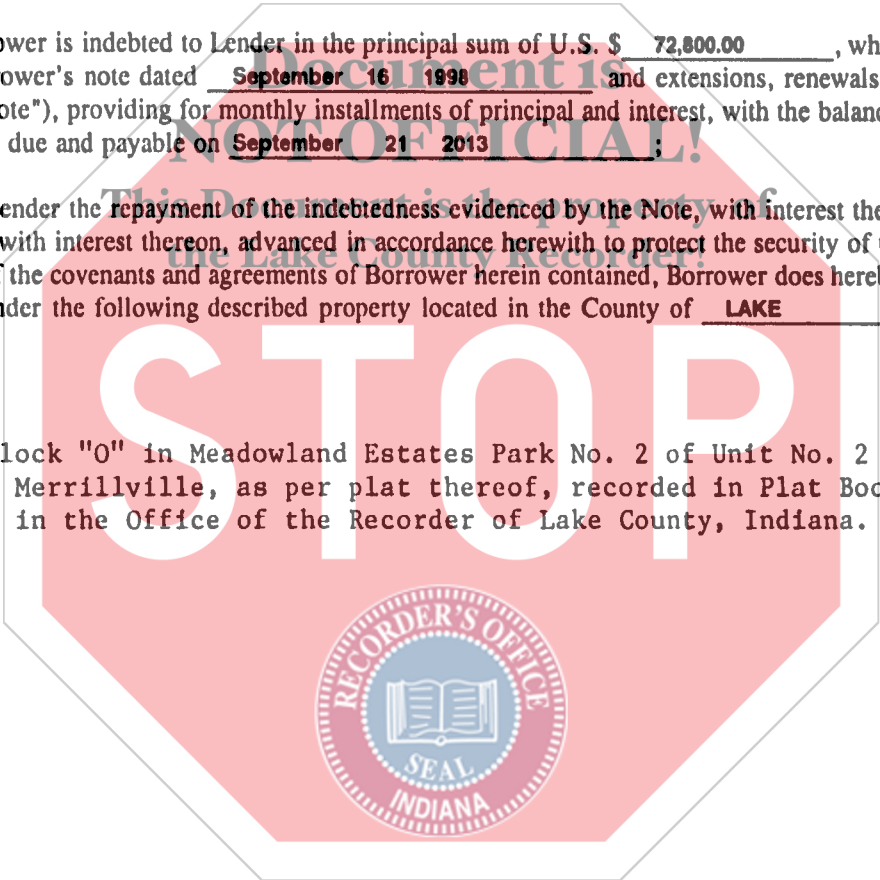 ower is indebted to Lender in the principal sum of U.S. $ 72,800.00 , wh
Document is
ower's note dated September 16 1998 and extensions, renewals
ote"), providing for monthly installments of principal and interest, with the balanc
NOT OFFICIAL!
due and payable on September 21 2013 ;
This Document is the property of
ender the repayment of the indebtedness evidenced by the Note, with interest the
with interest thereon, advanced in accordance herewith to protect the security of
the Lake County Recorder!
f the covenants and agreements of Borrower herein contained, Borrower does herel
nder the following described property located in the County of LAKE
STOP
lock "O" in Meadowland Estates Park No. 2 of Unit No. 2
Merrillville, as per plat thereof, recorded in Plat Boo
in the Office of the Recorder of Lake County, Indiana.
RECORDER'S OFFICE
SEAL
INDIANA